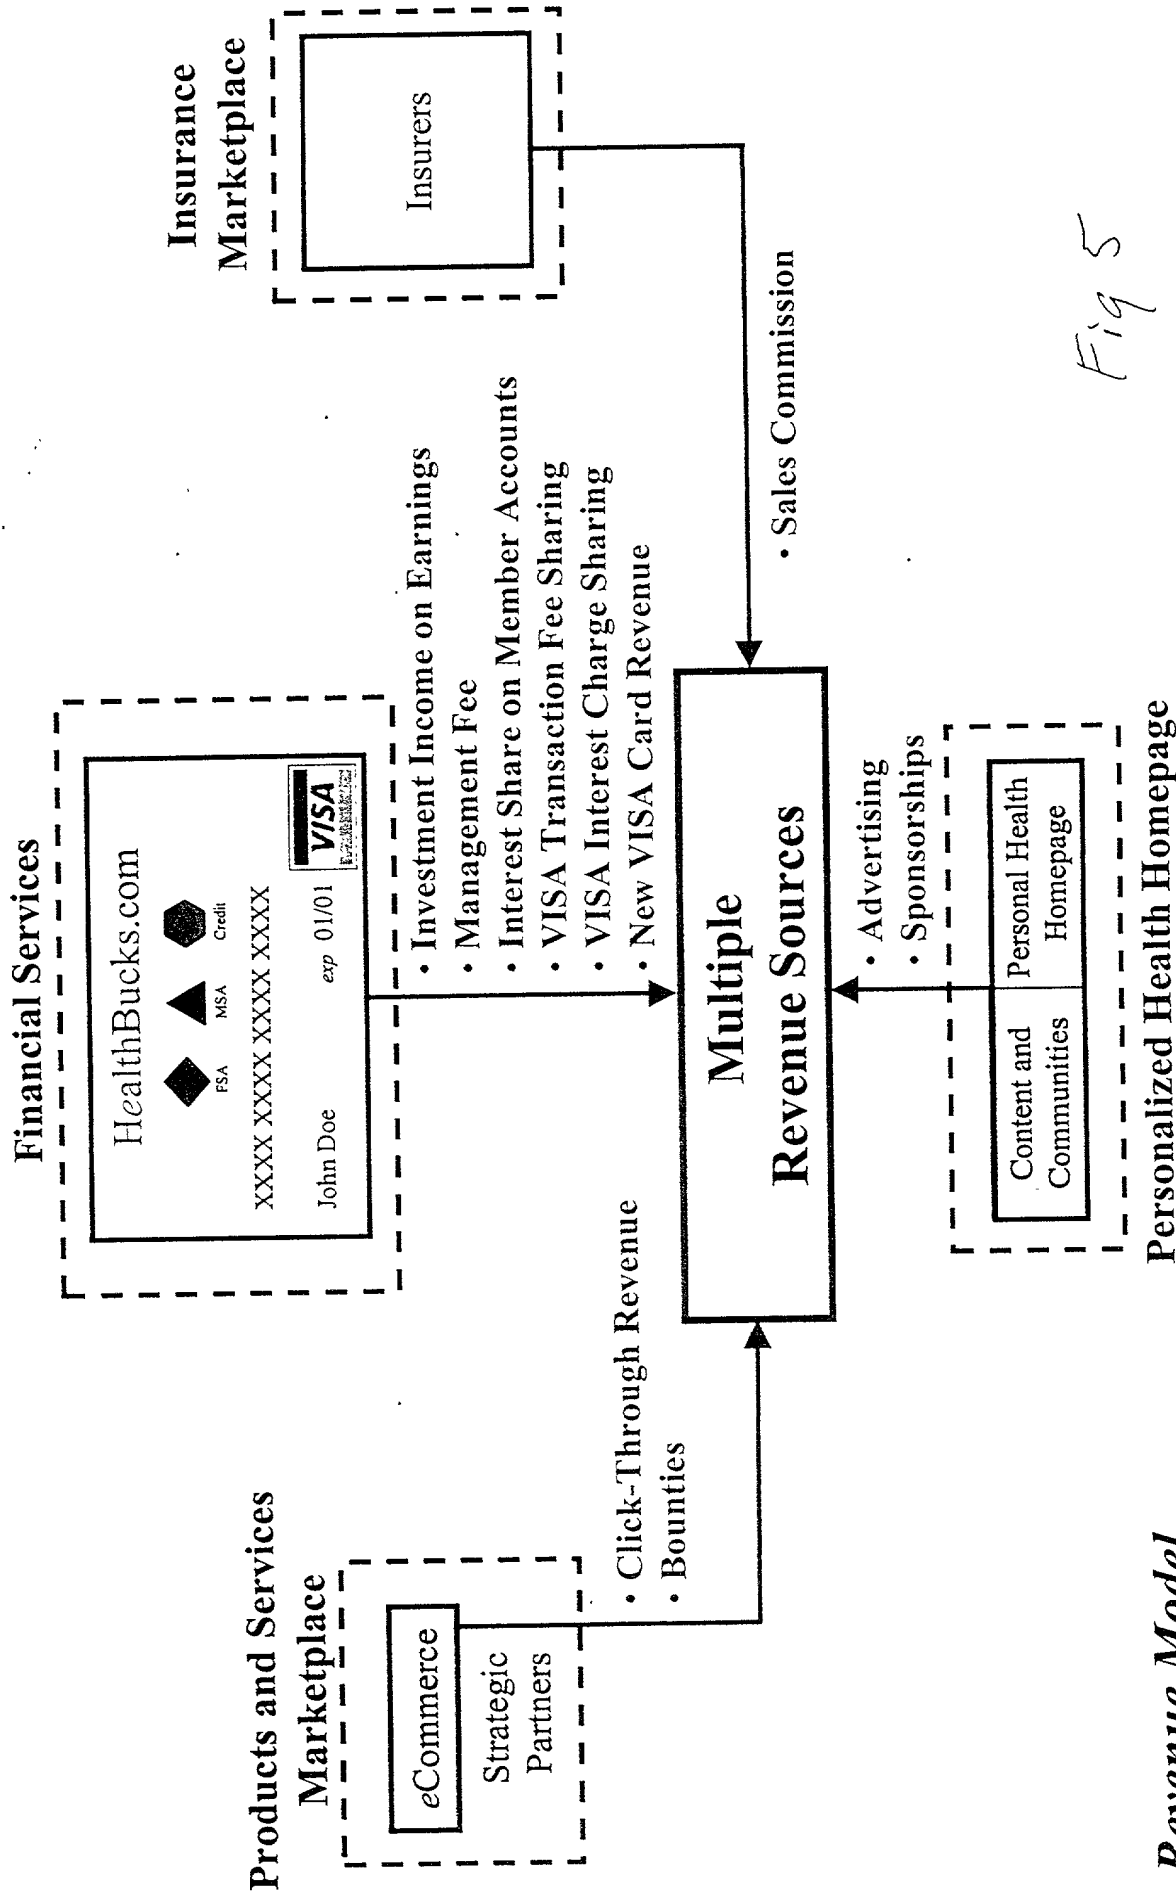 Financial Services
HealthBucks.com
FSA
MSA
Credit
XXXX XXXX XXXX XXXX
John Doe
exp 01/01
VISA
Products and Services
Marketplace
eCommerce
Strategic
Partners
• Click-Through Revenue
• Bounties
• Investment Income on Earnings
• Management Fee
• Interest Share on Member Accounts
• VISA Transaction Fee Sharing
• VISA Interest Charge Sharing
• New VISA Card Revenue
Insurance
Marketplace
Insurers
• Sales Commission
Multiple
Revenue Sources
• Advertising
• Sponsorships
Content and
Communities
Personal Health
Homepage
Personalized Health Homepage
Revenue Model
Fig 5